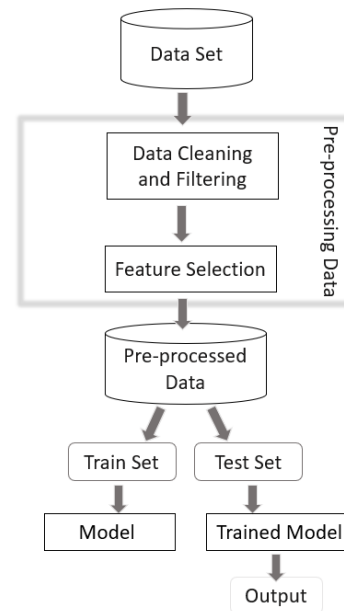 Data Set
Pre-processing Data
Data Cleaning
and Filtering
Feature Selection
Pre-processed
Data
Train Set
Test Set
Model
Trained Model
Output